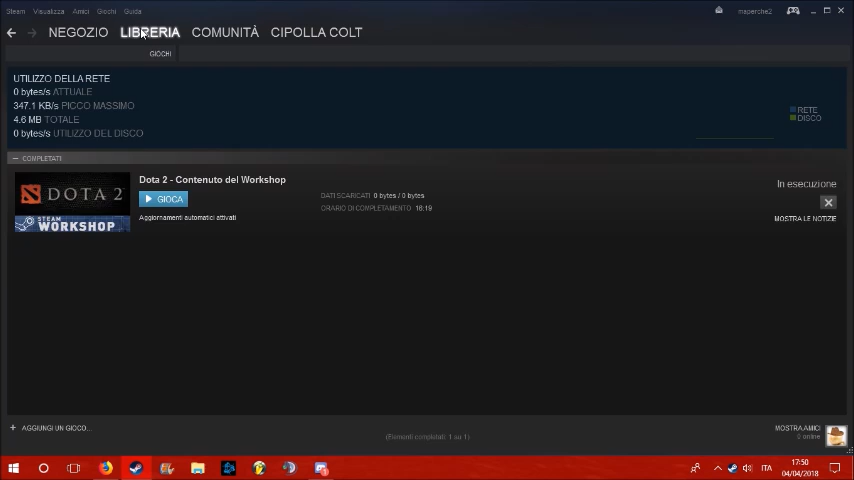 Steam Visualizza Amici Giochi Guida maperche2
NEGOZIO LIBRERIA COMUNITÀ CIPOLLA COLT
GIOCHI
UTILIZZO DELLA RETE
0 bytes/s ATTUALE
347.1 KB/s PICCO MASSIMO
4.6 MB TOTALE
0 bytes/s UTILIZZO DEL DISCO
RETE
DISCO
COMPLETATI
DOTA 2
STEAM WORKSHOP
Dota 2 - Contenuto del Workshop
GIOCA
Aggiornamenti automatici attivati
DATI SCARICATI 0 bytes / 0 bytes
ORARIO DI COMPLETAMENTO 16:19
In esecuzione
MOSTRA LE NOTIZIE
+ AGGIUNGI UN GIOCO...
(Elementi completati: 1 su 1)
MOSTRA AMICI
0 online
ITA
17:50
04/04/2018